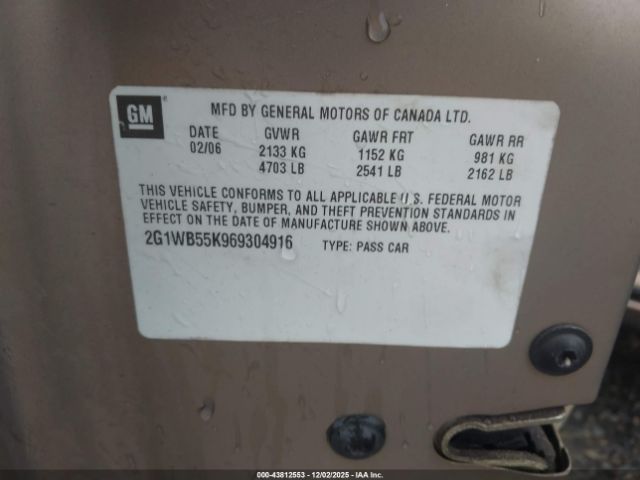 GM ®
MFD BY GENERAL MOTORS OF CANADA LTD.
DATE GVWR GAWR FRT GAWR RR
02/06 2133 KG 1152 KG 981 KG
4703 LB 2541 LB 2162 LB
THIS VEHICLE CONFORMS TO ALL APPLICABLE U.S. FEDERAL MOTOR
VEHICLE SAFETY, BUMPER, AND THEFT PREVENTION STANDARDS IN
EFFECT ON THE DATE OF MANUFACTURE SHOWN ABOVE.
2G1WB55K969304916 TYPE: PASS CAR
00-43812553 - 12/02/2025 - IAA Inc.